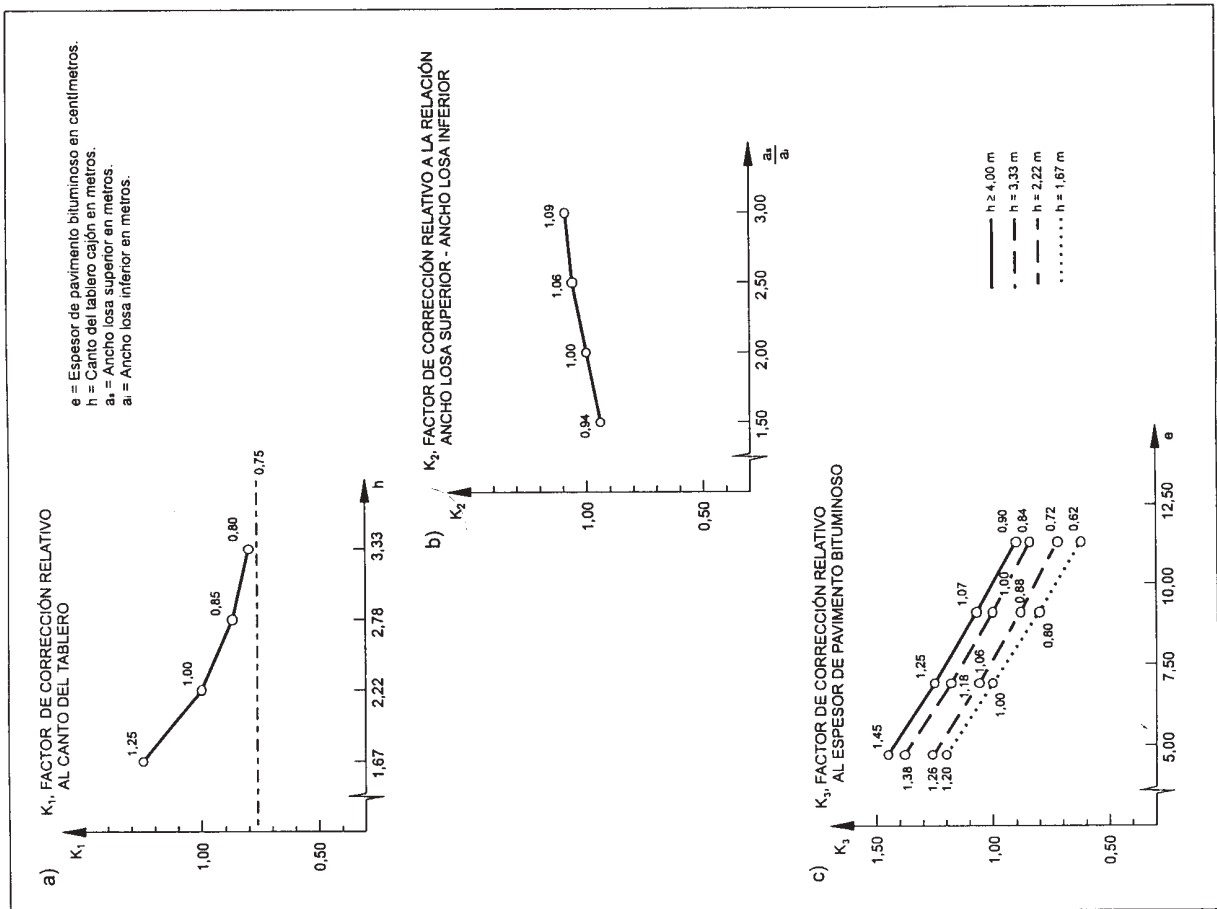 a)
K₁, FACTOR DE CORRECCIÓN RELATIVO
AL CANTO DEL TABLERO
K₁
1,25
1,00
0,85
0,80
0,75
1,00
0,50
1,67
2,22
2,78
3,33
h
e = Espesor de pavimento bituminoso en centímetros.
h = Canto del tablero cajón en metros.
aₛ = Ancho losa superior en metros.
aᵢ = Ancho losa inferior en metros.
b)
K₂, FACTOR DE CORRECCIÓN RELATIVO A LA RELACIÓN
ANCHO LOSA SUPERIOR - ANCHO LOSA INFERIOR
K₂
0,94
1,00
1,06
1,09
1,00
0,50
1,50
2,00
2,50
3,00
aₛ
aᵢ
c)
K₃, FACTOR DE CORRECCIÓN RELATIVO
AL ESPESOR DE PAVIMENTO BITUMINOSO
K₃
1,50
1,00
0,50
1,45
1,25
1,07
0,90
1,38
1,18
1,00
0,84
1,26
1,06
0,88
0,72
1,20
1,00
0,80
0,62
5,00
7,50
10,00
12,50
e
h ≥ 4,00 m
h = 3,33 m
h = 2,22 m
h = 1,67 m